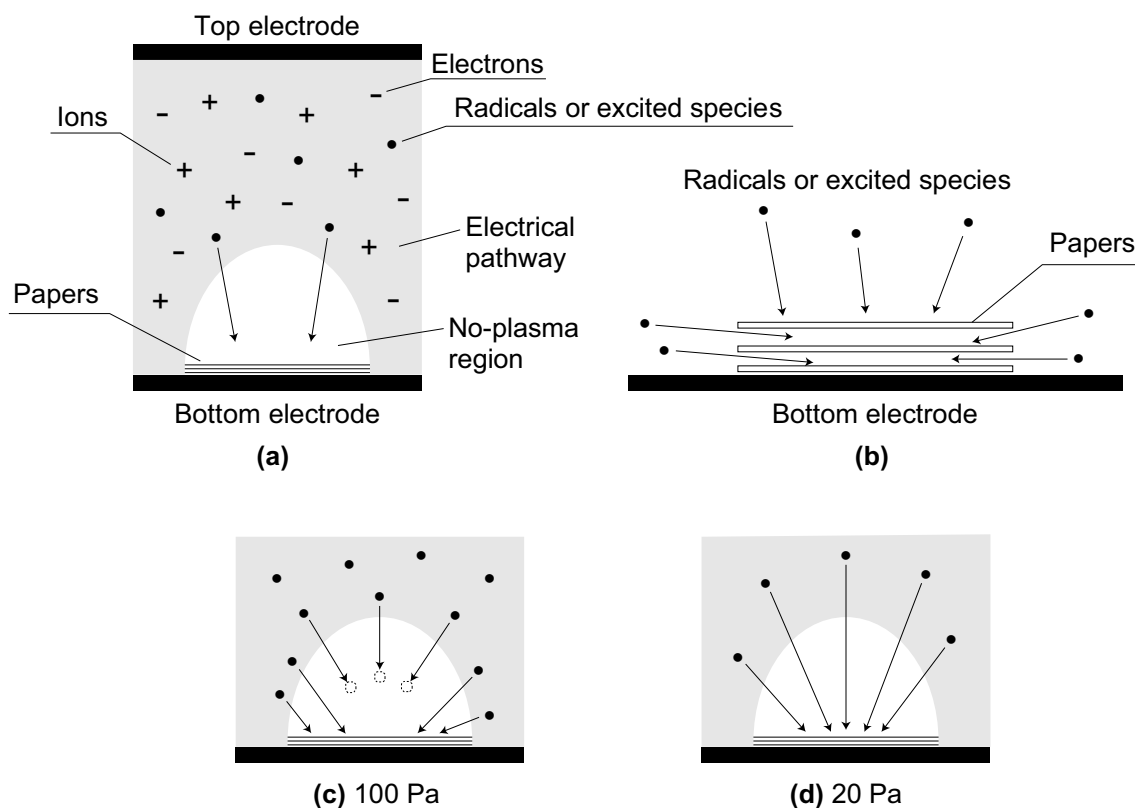 Top electrode
Electrons
Radicals or excited species
Ions
Electrical
pathway
Papers
No-plasma
region
Bottom electrode
(a)
Radicals or excited species
Papers
Bottom electrode
(b)
(c) 100 Pa
(d) 20 Pa